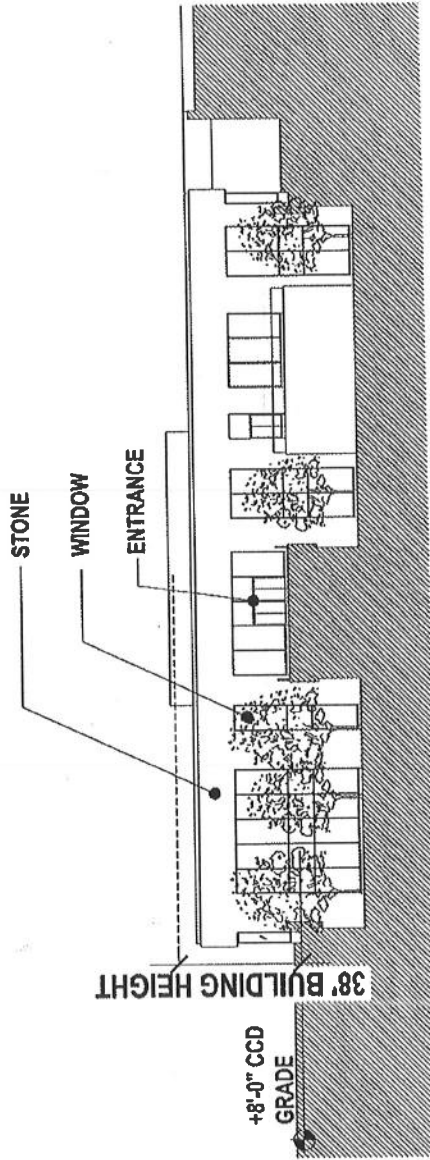 STONE
WINDOW
ENTRANCE
38' BUILDING HEIGHT
+8'-0" CCD
GRADE